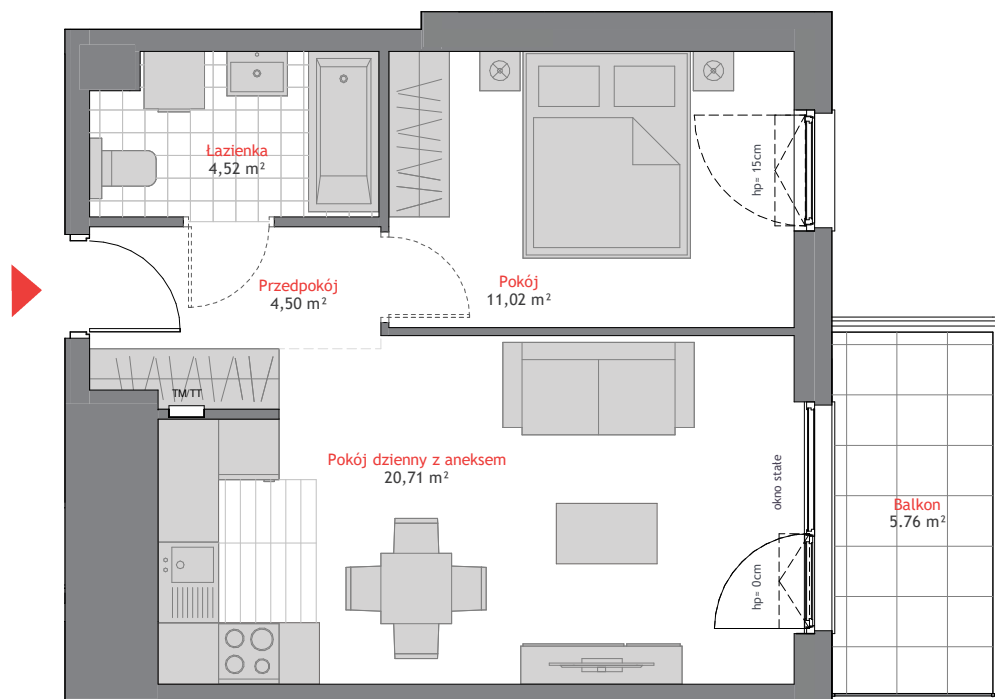 Łazienka
4,52 m²
hp= 15cm
Pokój
11,02 m²
Przedpokój
4,50 m²
TM/TT
Pokój dzienny z aneksem
20,71 m²
okno stałe
Balkon
5.76 m²
hp= 0cm